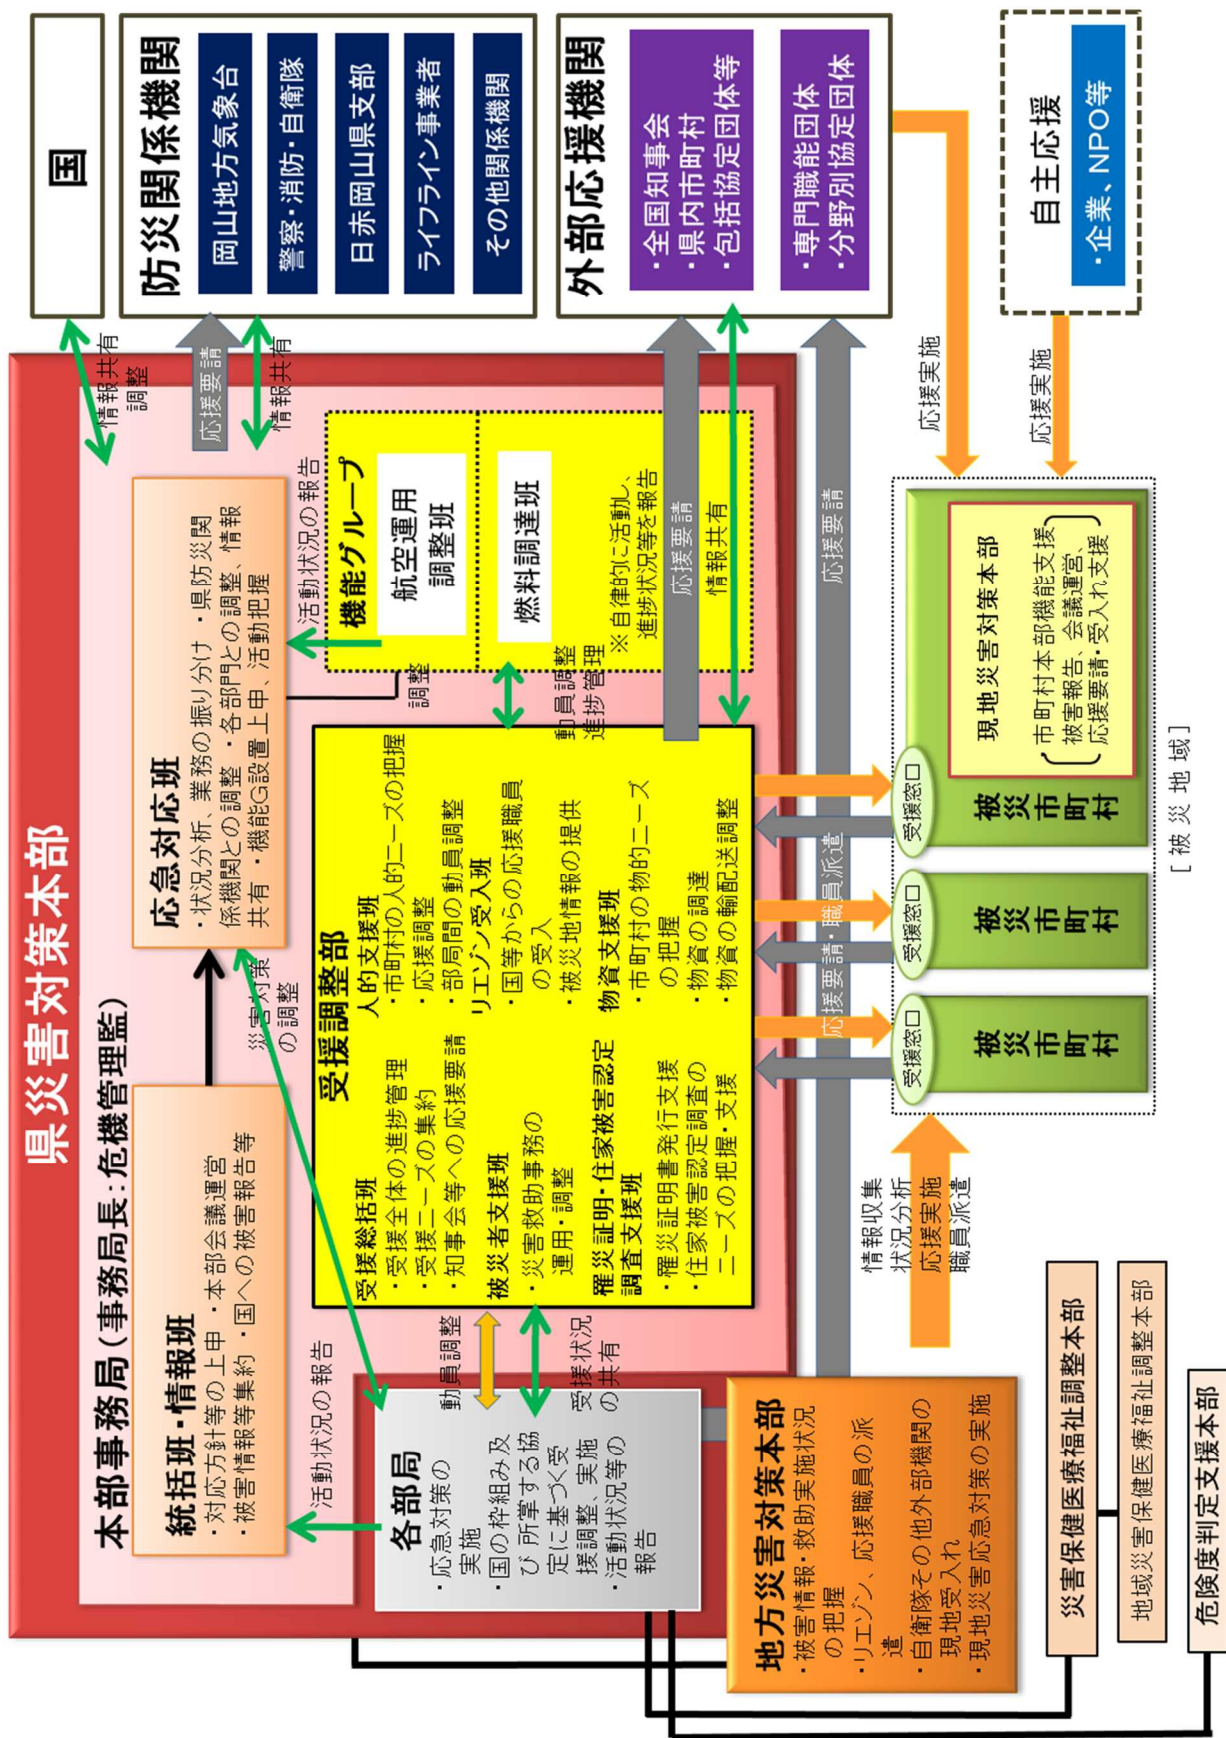 県災害対策本部
本部事務局（事務局長：危機管理監）
統括班・情報班
・対応方針等の上申 ・本部会議運営
・被害情報等集約 ・国への被害報告等
応急対応班
・状況分析、業務の振り分け ・県防災関
係機関との調整 ・各部門との調整、情報
共有 ・機能G設置上申、活動把握
災害対策
の調整
活動状況の報告
活動状況の報告
調整
情報共有
調整
応援要請
情報共有
国
防災関係機関
岡山地方気象台
警察・消防・自衛隊
日赤岡山県支部
ライフライン事業者
その他関係機関
各部局
・応急対策の
実施
・国の枠組み及
び所掌する協
定に基づく受
援調整、実施
・活動状況等の
報告
動員調整
受援状況
の共有
受援調整部
受援総括班
・受援全体の進捗管理
・受援ニーズの集約
・知事会等への応援要請
被災者支援班
・災害救助事務の
運用・調整
罹災証明・住家被害認定
調査支援班
・罹災証明書発行支援
・住家被害認定調査の
ニーズの把握・支援
人的支援班
・市町村の人的ニーズの把握
・応援調整
・部局間の動員調整
リエゾン受入班
・国等からの応援職員
の受入
・被災地情報の提供
物資支援班
・市町村の物的ニーズ
の把握
・物資の調達
・物資の輸配送調整
動員調整
進捗管理
機能グループ
航空運用
調整班
燃料調達班
※自律的に活動し、
進捗状況等を報告
応援要請
情報共有
応援要請
外部応援機関
・全国知事会
・県内市町村
・包括協定団体等
・専門職能団体
・分野別協定団体
応援実施
自主応援
・企業、NPO等
応援実施
地方災害対策本部
・被害情報・救助実施状況
の把握
・リエゾン、応援職員の派
遣
・自衛隊その他外部機関の
現地受入れ
・現地災害応急対策の実施
情報収集
状況分析
応援実施
職員派遣
応援要請・職員派遣
受援窓口
被災
市町
村
受援窓口
被災
市町
村
受援窓口
被災
市町
村
現地災害対策本部
市町村本部機能支援
被害報告、会議運営、
応援要請・受入れ支援
[被災地域]
災害保健医療福祉調整本部
地域災害保健医療福祉調整本部
危険度判定支援本部